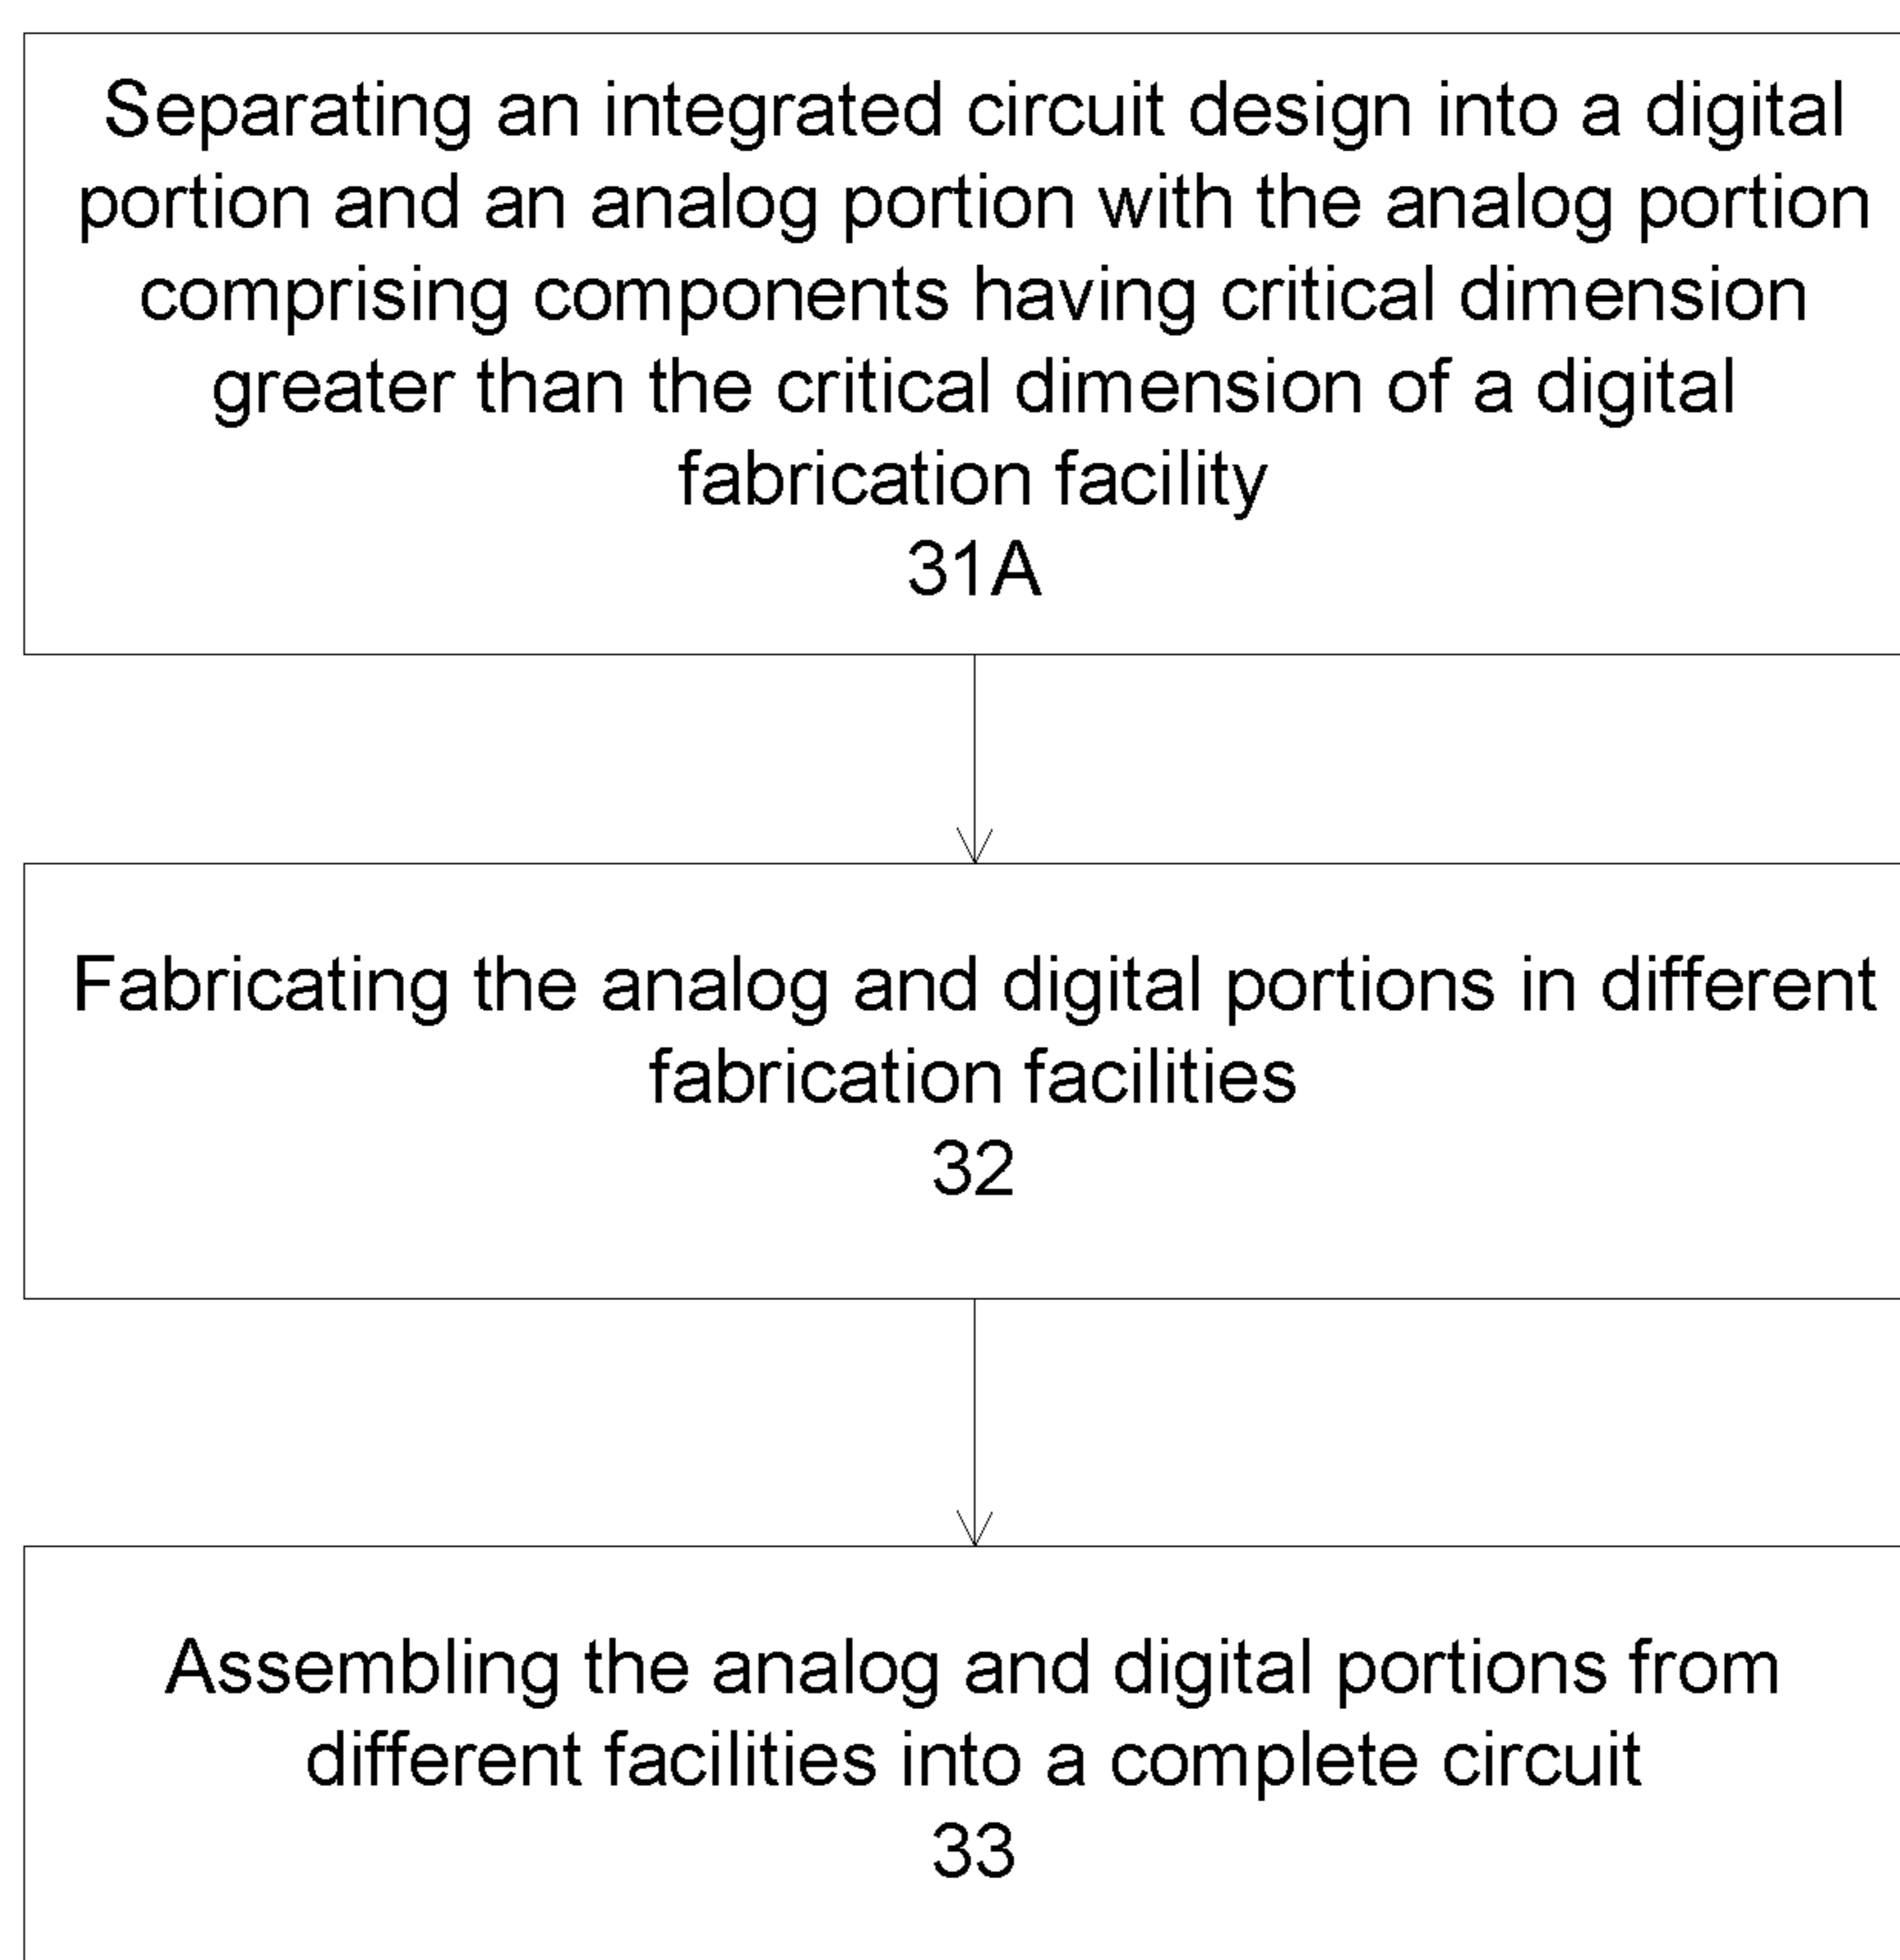 Separating an integrated circuit design into a digital
portion and an analog portion with the analog portion
comprising components having critical dimension
greater than the critical dimension of a digital
fabrication facility
31A
Fabricating the analog and digital portions in different
fabrication facilities
32
Assembling the analog and digital portions from
different facilities into a complete circuit
33